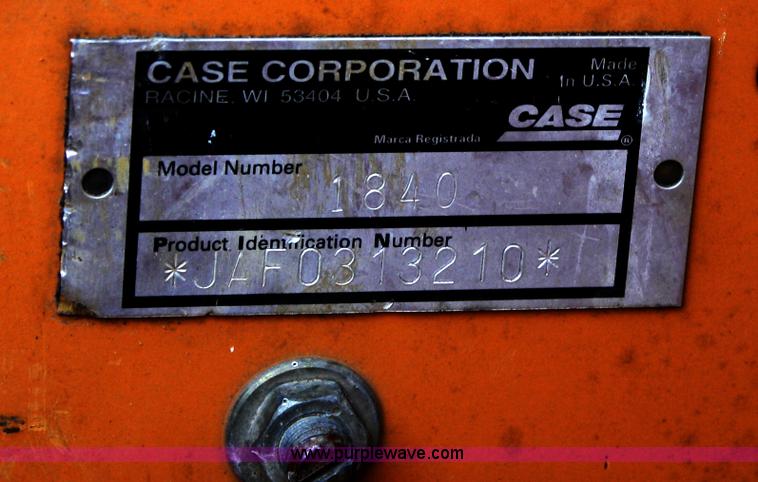 CASE CORPORATION
Made
in U.S.A.
RACINE, WI 53404 U.S.A.
CASE
Marca Registrada
®
Model Number
1840
Product Identification Number
*JAF0313210*
www.purplewave.com